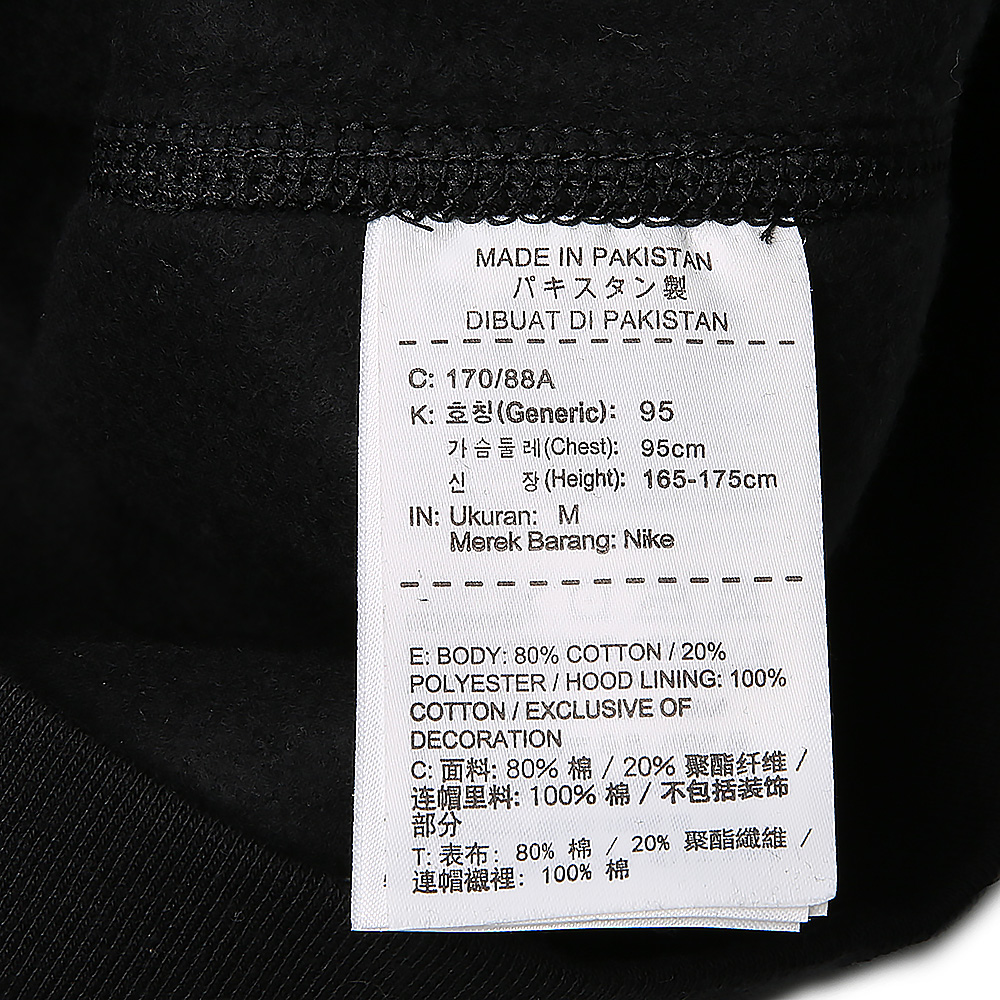 MADE IN PAKISTAN
パキスタン製
DIBUAT DI PAKISTAN
C: 170/88A
K: 호칭(Generic): 95
가슴둘레(Chest): 95cm
신 장(Height): 165-175cm
IN: Ukuran: M
Merek Barang: Nike
E: BODY: 80% COTTON / 20%
POLYESTER / HOOD LINING: 100%
COTTON / EXCLUSIVE OF
DECORATION
C: 面料: 80% 棉 / 20% 聚酯纤维 /
连帽里料: 100% 棉 / 不包括装饰
部分
T: 表布: 80% 棉 / 20% 聚酯纖維 /
連帽襯裡: 100% 棉